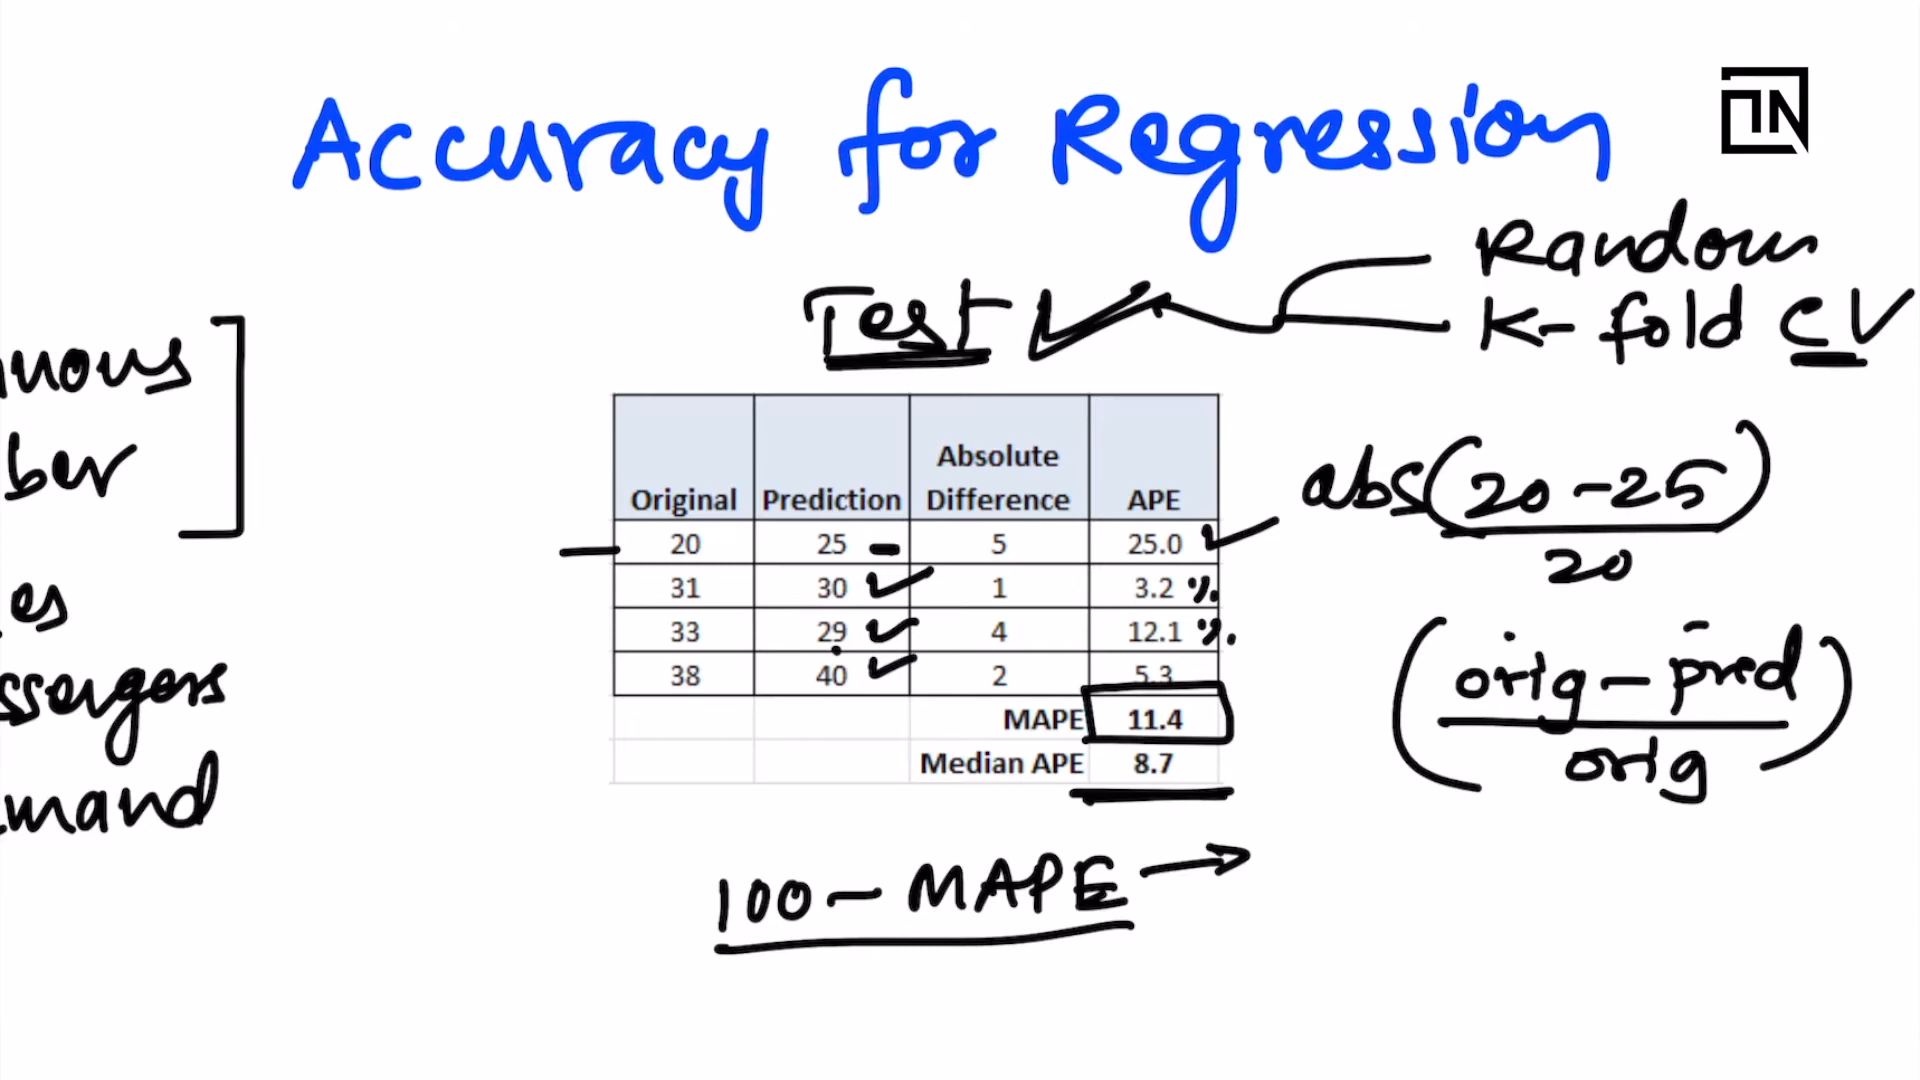 Accuracy for Regression
Random
Test
K-fold CV
Original Prediction Absolute Difference APE
20 25 5 25.0
31 30 1 3.2 %.
33 29 4 12.1 %.
38 40 2 5.3
MAPE 11.4
Median APE 8.7
abs(20-25)
20
(orig-pred)
orig
100-MAPE